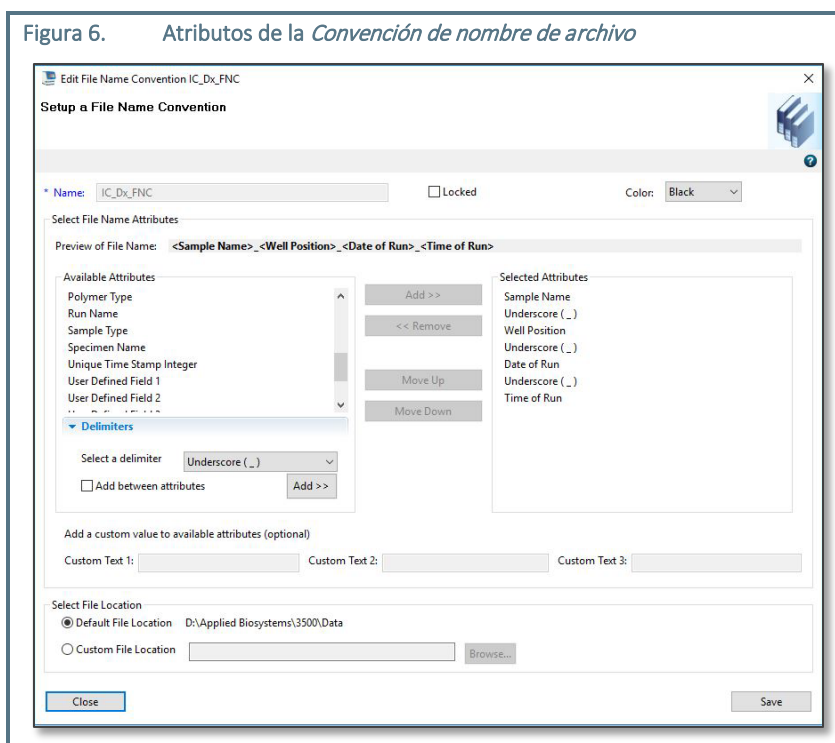 Figura 6. Atributos de la Convención de nombre de archivo
Edit File Name Convention IC_Dx_FNC
Setup a File Name Convention
* Name: IC_Dx_FNC Locked Color: Black
Select File Name Attributes
Preview of File Name: <Sample Name>_<Well Position>_<Date of Run>_<Time of Run>
Available Attributes
Polymer Type
Run Name
Sample Type
Specimen Name
Unique Time Stamp Integer
User Defined Field 1
User Defined Field 2
Delimiters
Select a delimiter Underscore ( _ )
Add between attributes Add >>
Add >>
<< Remove
Move Up
Move Down
Selected Attributes
Sample Name
Underscore ( _ )
Well Position
Underscore ( _ )
Date of Run
Underscore ( _ )
Time of Run
Add a custom value to available attributes (optional)
Custom Text 1: Custom Text 2: Custom Text 3:
Select File Location
Default File Location D:\Applied Biosystems\3500\Data
Custom File Location Browse...
Close Save